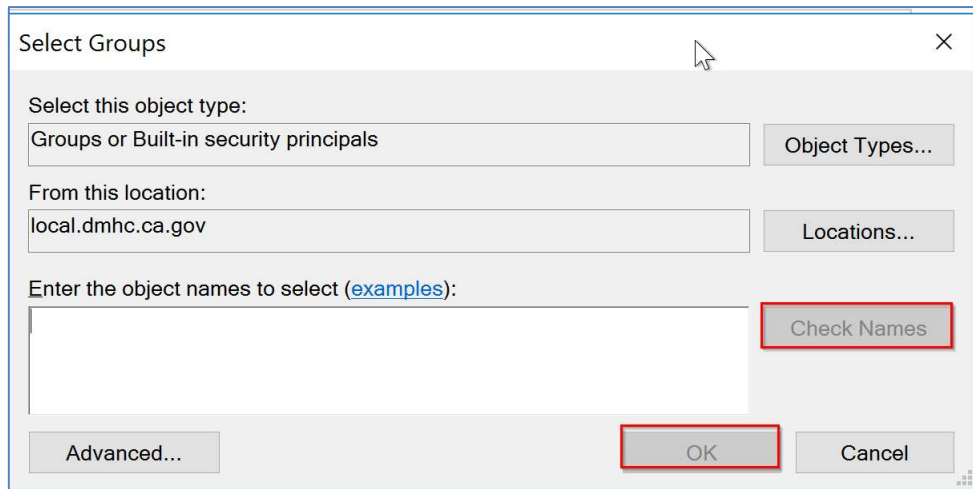 Select Groups
Select this object type:
Groups or Built-in security principals
Object Types...
From this location:
local.dmhc.ca.gov
Locations...
Enter the object names to select (examples):
Check Names
Advanced...
OK
Cancel